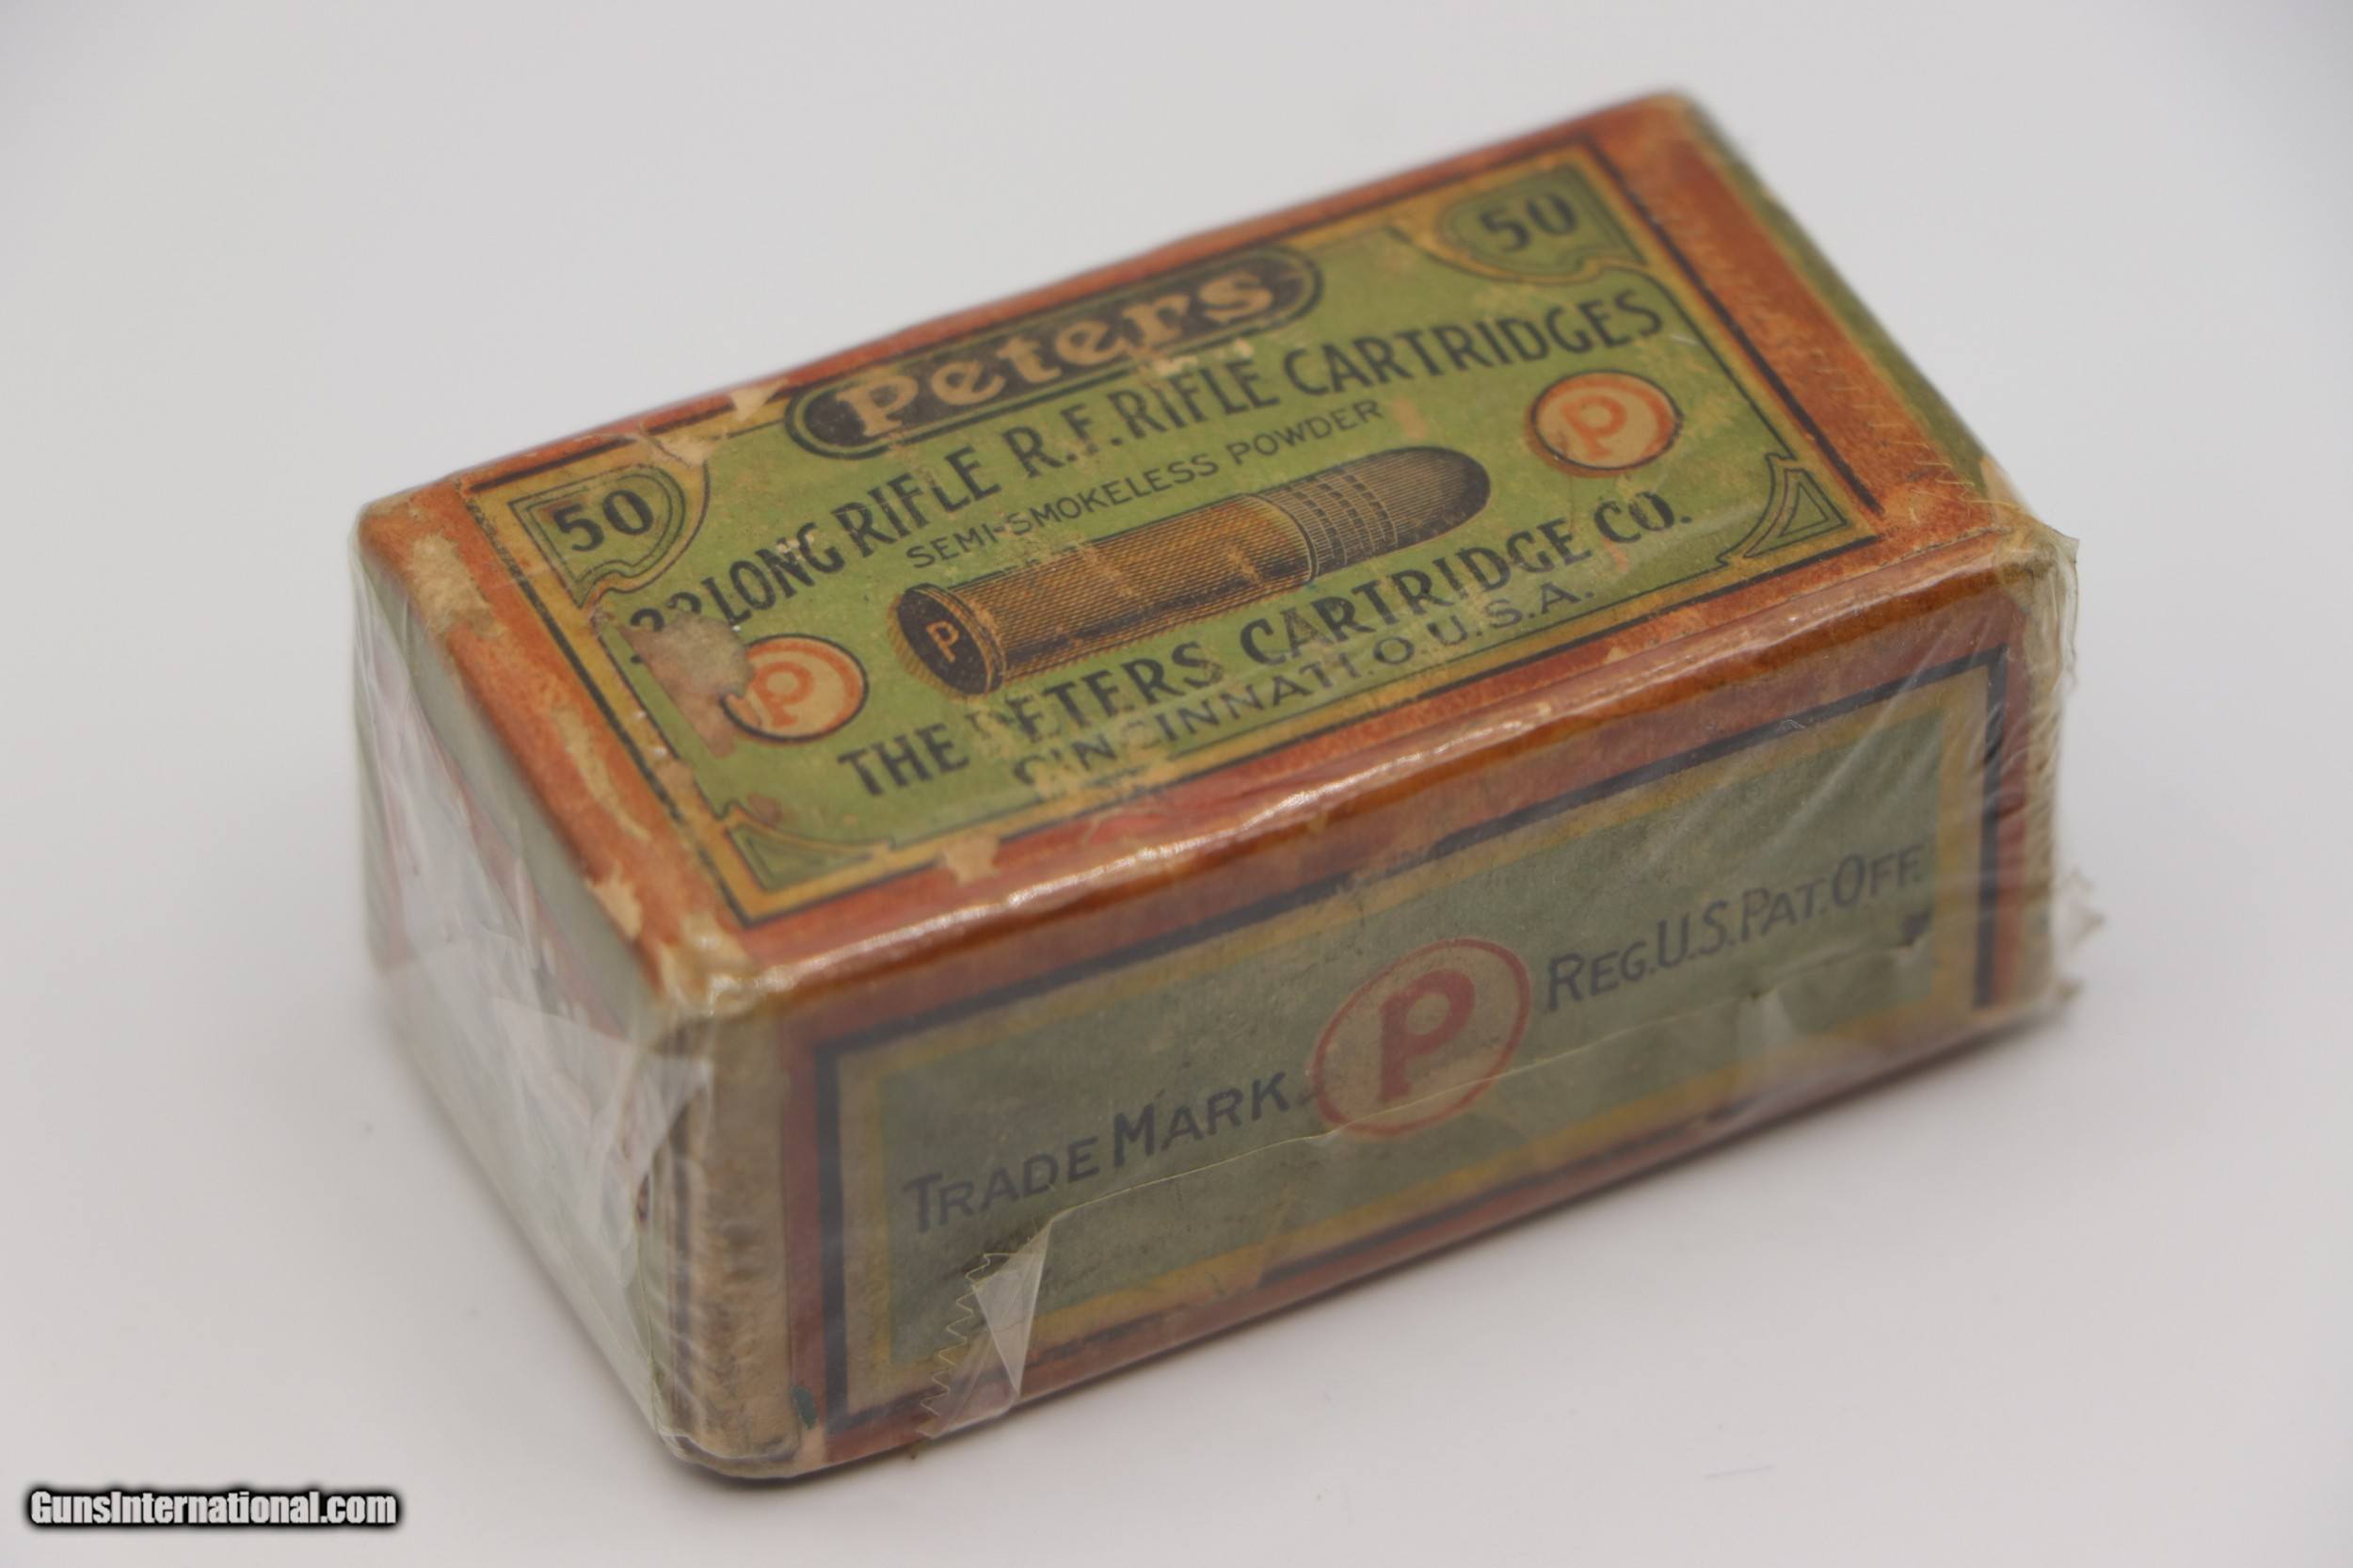 50
50
Peters
.22 LONG RIFLE R.F. RIFLE CARTRIDGES
SEMI-SMOKELESS POWDER
P
P
P
THE PETERS CARTRIDGE CO.
CINCINNATI.O.U.S.A.
TRADE MARK P REG.U.S.PAT.OFF.
GunsInternational.com